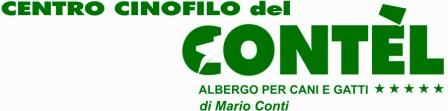 CENTRO CINOFILO del
CONTÈL
ALBERGO PER CANI E GATTI ★★★★★
di Mario Conti